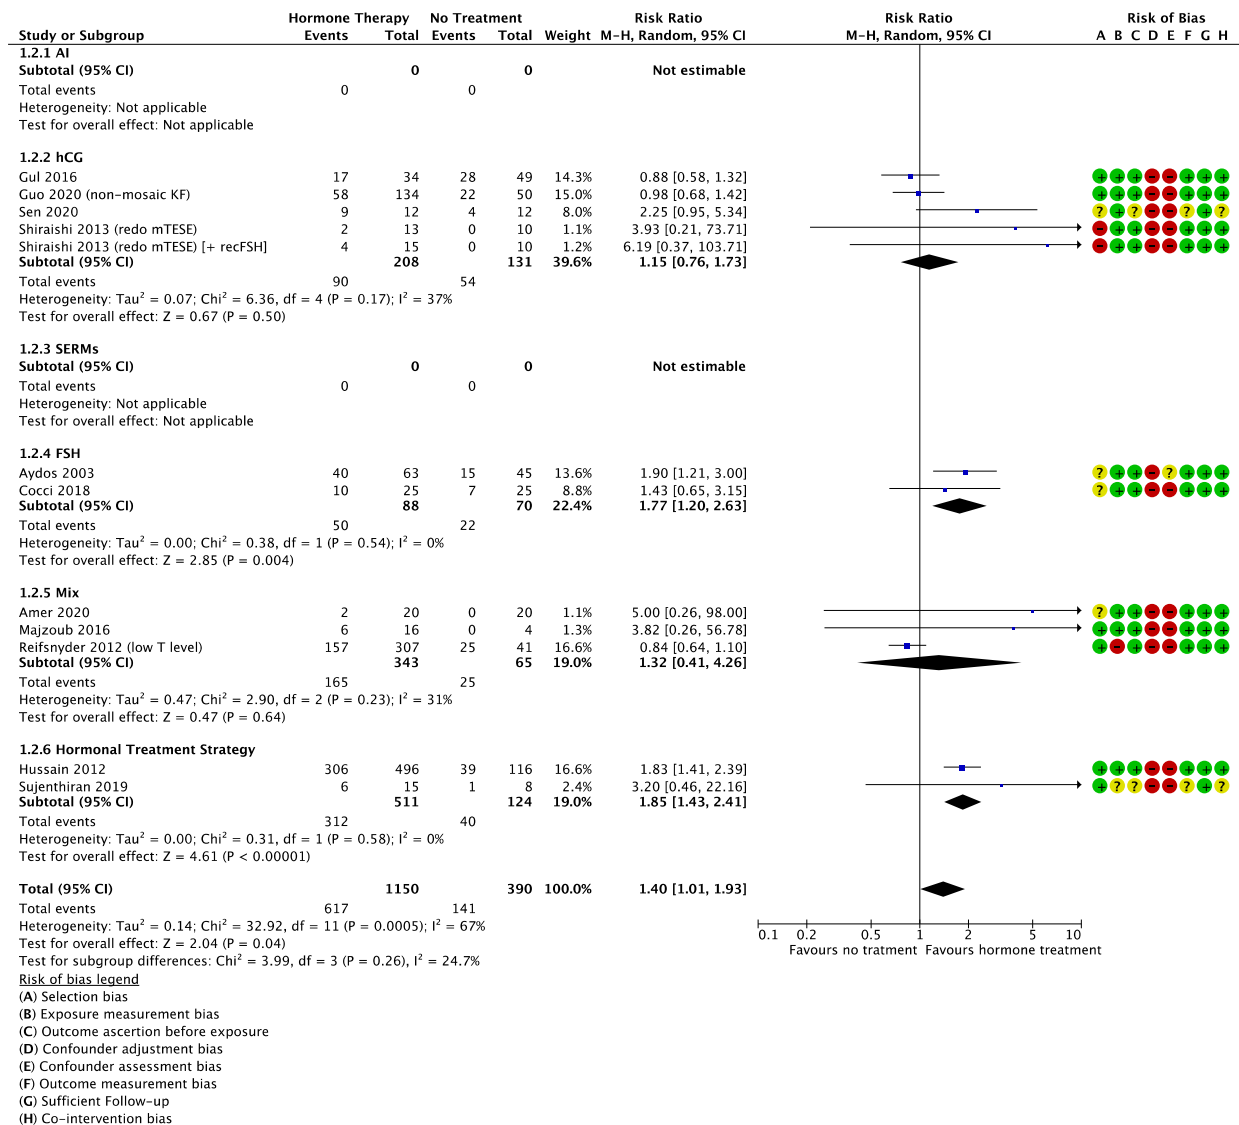 Hormone Therapy No Treatment Risk Ratio Risk Ratio Risk of Bias
Study or Subgroup Events Total Events Total Weight M-H, Random, 95% CI M-H, Random, 95% CI A B C D E F G H
1.2.1 AI
Subtotal (95% CI) 0 0 Not estimable
Total events 0 0
Heterogeneity: Not applicable
Test for overall effect: Not applicable
1.2.2 hCG
Gul 2016 17 34 28 49 14.3% 0.88 [0.58, 1.32] + + + - - + + +
Guo 2020 (non-mosaic KF) 58 134 22 50 15.0% 0.98 [0.68, 1.42] + + + - - + + +
Sen 2020 9 12 4 12 8.0% 2.25 [0.95, 5.34] ? + ? - - ? + ?
Shiraishi 2013 (redo mTESE) 2 13 0 10 1.1% 3.93 [0.21, 73.71] - + + - - + + +
Shiraishi 2013 (redo mTESE) [+ recFSH] 4 15 0 10 1.2% 6.19 [0.37, 103.71] - + + - - + + +
Subtotal (95% CI) 208 131 39.6% 1.15 [0.76, 1.73]
Total events 90 54
Heterogeneity: Tau² = 0.07; Chi² = 6.36, df = 4 (P = 0.17); I² = 37%
Test for overall effect: Z = 0.67 (P = 0.50)
1.2.3 SERMs
Subtotal (95% CI) 0 0 Not estimable
Total events 0 0
Heterogeneity: Not applicable
Test for overall effect: Not applicable
1.2.4 FSH
Aydos 2003 40 63 15 45 13.6% 1.90 [1.21, 3.00] ? + + - ? + + +
Cocci 2018 10 25 7 25 8.8% 1.43 [0.65, 3.15] ? + + - - + + +
Subtotal (95% CI) 88 70 22.4% 1.77 [1.20, 2.63]
Total events 50 22
Heterogeneity: Tau² = 0.00; Chi² = 0.38, df = 1 (P = 0.54); I² = 0%
Test for overall effect: Z = 2.85 (P = 0.004)
1.2.5 Mix
Amer 2020 2 20 0 20 1.1% 5.00 [0.26, 98.00] ? + + - - + + +
Majzoub 2016 6 16 0 4 1.3% 3.82 [0.26, 56.78] + + + - - + + +
Reifsnyder 2012 (low T level) 157 307 25 41 16.6% 0.84 [0.64, 1.10] + - + - - + + +
Subtotal (95% CI) 343 65 19.0% 1.32 [0.41, 4.26]
Total events 165 25
Heterogeneity: Tau² = 0.47; Chi² = 2.90, df = 2 (P = 0.23); I² = 31%
Test for overall effect: Z = 0.47 (P = 0.64)
1.2.6 Hormonal Treatment Strategy
Hussain 2012 306 496 39 116 16.6% 1.83 [1.41, 2.39] + + + - - + + +
Sujenthiran 2019 6 15 1 8 2.4% 3.20 [0.46, 22.16] + ? ? - - ? + ?
Subtotal (95% CI) 511 124 19.0% 1.85 [1.43, 2.41]
Total events 312 40
Heterogeneity: Tau² = 0.00; Chi² = 0.31, df = 1 (P = 0.58); I² = 0%
Test for overall effect: Z = 4.61 (P < 0.00001)
Total (95% CI) 1150 390 100.0% 1.40 [1.01, 1.93]
Total events 617 141
Heterogeneity: Tau² = 0.14; Chi² = 32.92, df = 11 (P = 0.0005); I² = 67%
Test for overall effect: Z = 2.04 (P = 0.04)
Test for subgroup differences: Chi² = 3.99, df = 3 (P = 0.26), I² = 24.7%
0.1 0.2 0.5 1 2 5 10
Favours no tratment Favours hormone treatment
Risk of bias legend
(A) Selection bias
(B) Exposure measurement bias
(C) Outcome ascertion before exposure
(D) Confounder adjustment bias
(E) Confounder assessment bias
(F) Outcome measurement bias
(G) Sufficient Follow-up
(H) Co-intervention bias